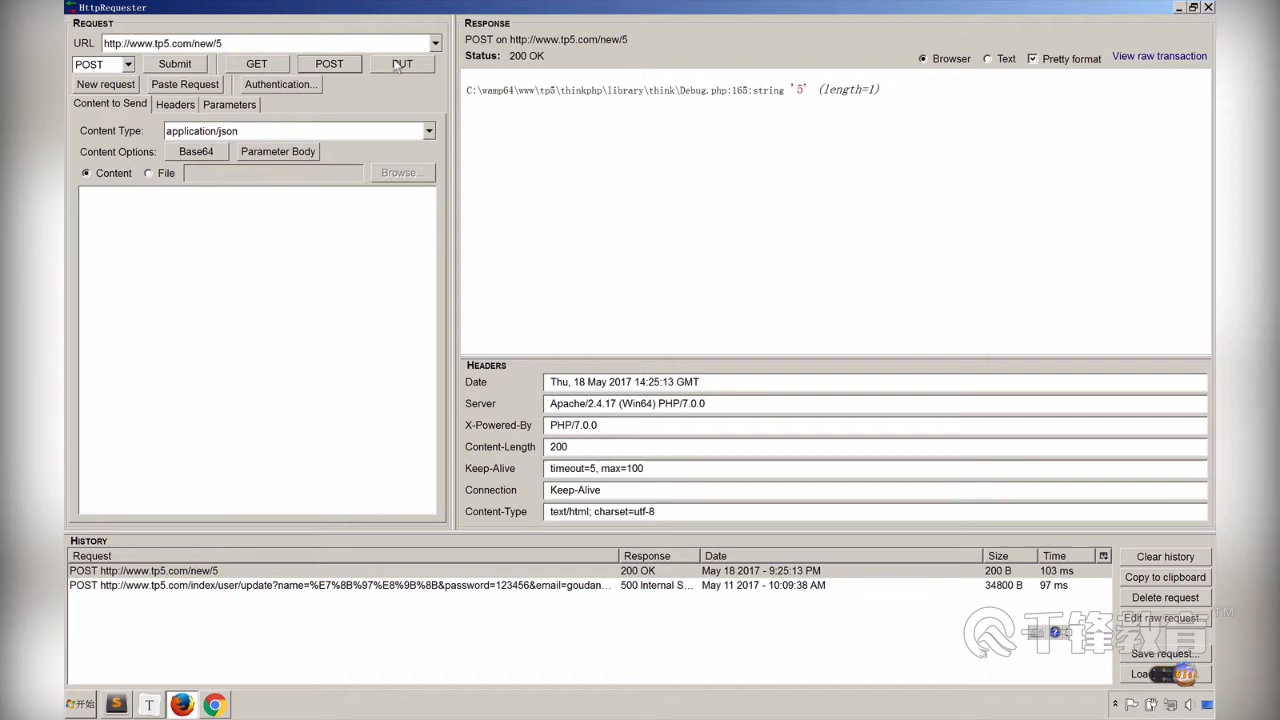 HttpRequester
REQUEST
URL http://www.tp5.com/new/5
POST Submit GET POST PUT
New request Paste Request Authentication...
Content to Send Headers Parameters
Content Type: application/json
Content Options: Base64 Parameter Body
Content File Browse...
RESPONSE
POST on http://www.tp5.com/new/5
Status: 200 OK
Browser Text Pretty format View raw transaction
C:\wamp64\www\tp5\thinkphp\library\think\Debug.php:165:string '5' (length=1)
HEADERS
Date Thu, 18 May 2017 14:25:13 GMT
Server Apache/2.4.17 (Win64) PHP/7.0.0
X-Powered-By PHP/7.0.0
Content-Length 200
Keep-Alive timeout=5, max=100
Connection Keep-Alive
Content-Type text/html; charset=utf-8
HISTORY
Request Response Date Size Time
POST http://www.tp5.com/new/5 200 OK May 18 2017 - 9:25:13 PM 200 B 103 ms
POST http://www.tp5.com/index/user/update?name=%E7%8B%97%E8%9B%8B&password=123456&email=goudan... 500 Internal S... May 11 2017 - 10:09:38 AM 34800 B 97 ms
Clear history
Copy to clipboard
Delete request
Edit raw request...
Save request...
千锋教育 TM
开始